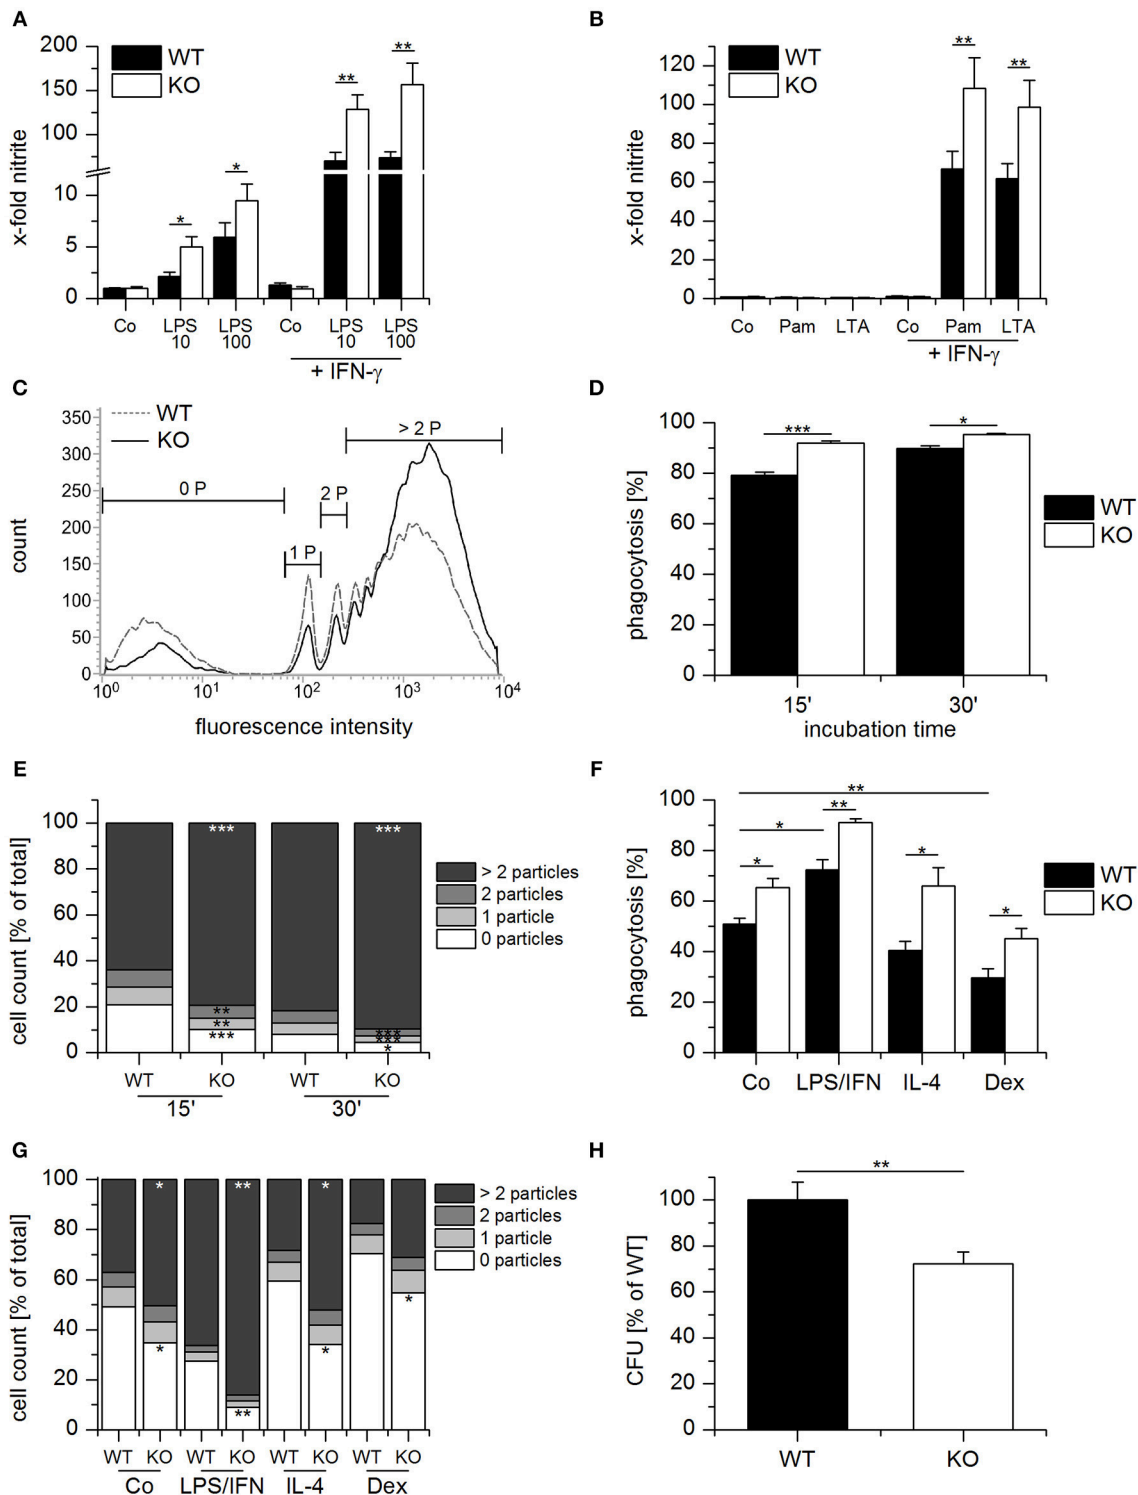 A
WT
KO
x-fold nitrite
200
150
100
10
5
0
** **
* *
Co LPS 10 LPS 100 Co LPS 10 LPS 100
+ IFN-γ
B
WT
KO
x-fold nitrite
120
100
80
60
40
20
0
** **
Co Pam LTA Co Pam LTA
+ IFN-γ
C
WT
KO
count
350
300
250
200
150
100
50
0
0 P
1 P
2 P
> 2 P
10⁰ 10¹ 10² 10³ 10⁴
fluorescence intensity
D
phagocytosis [%]
100
80
60
40
20
0
*** *
WT
KO
15' 30'
incubation time
E
cell count [% of total]
100
80
60
40
20
0
*** ***
** ***
** ***
*** *
> 2 particles
2 particles
1 particle
0 particles
WT KO WT KO
15' 30'
F
phagocytosis [%]
100
80
60
40
20
0
**
* **
* * *
WT
KO
Co LPS/IFN IL-4 Dex
G
cell count [% of total]
100
80
60
40
20
0
* ** *
* ** * *
> 2 particles
2 particles
1 particle
0 particles
WT KO WT KO WT KO WT KO
Co LPS/IFN IL-4 Dex
H
CFU [% of WT]
100
80
60
40
20
0
**
WT KO